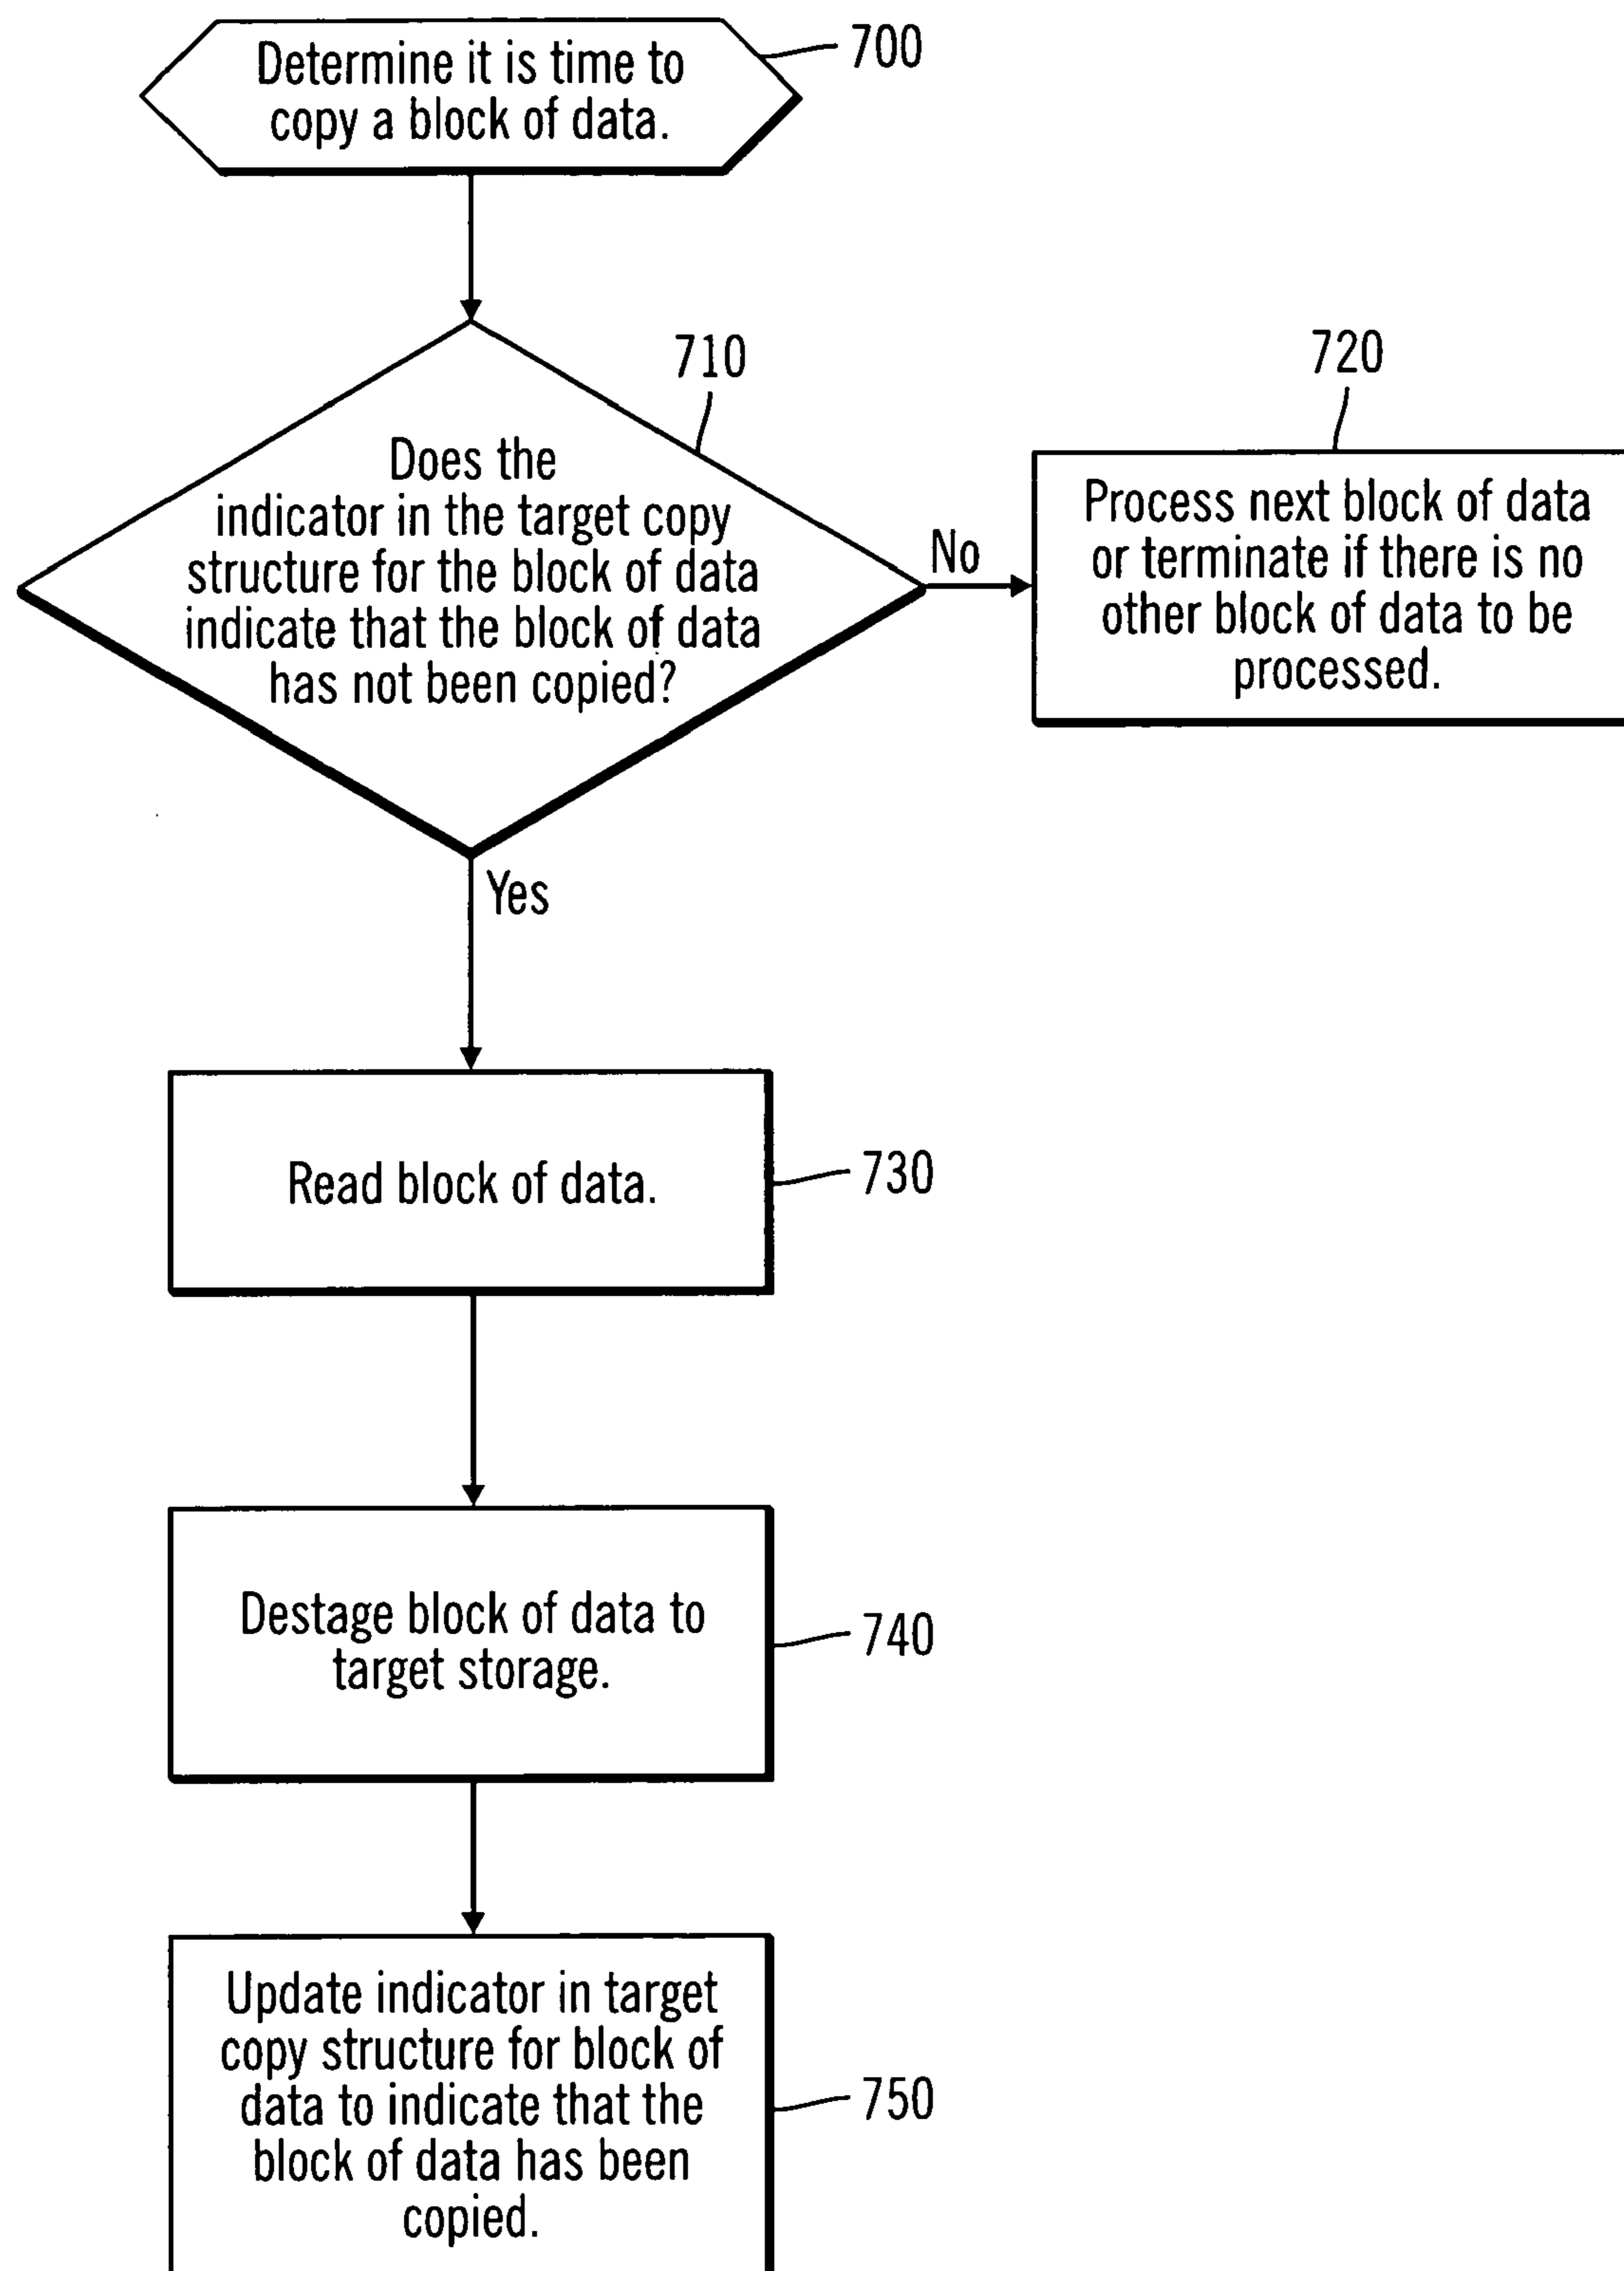 Determine it is time to
copy a block of data.
700
710
Does the
indicator in the target copy
structure for the block of data
indicate that the block of data
has not been copied?
No
720
Process next block of data
or terminate if there is no
other block of data to be
processed.
Yes
Read block of data.
730
Destage block of data to
target storage.
740
Update indicator in target
copy structure for block of
data to indicate that the
block of data has been
copied.
750